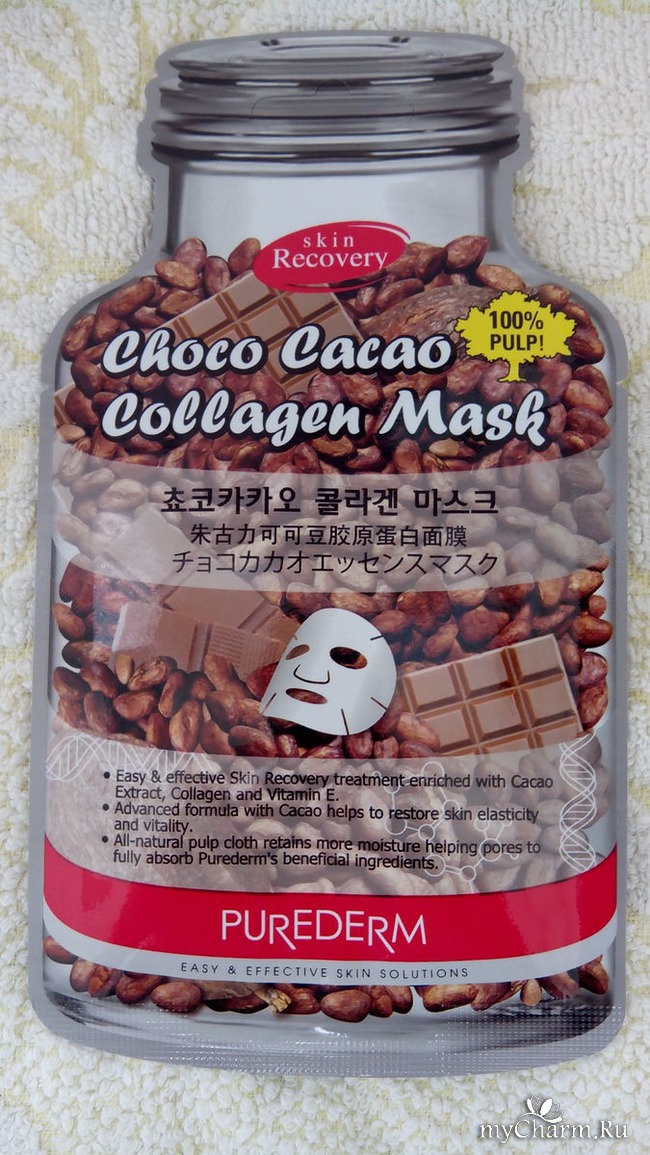 skin
Recovery
100%
PULP!
Choco Cacao
Collagen Mask
쵸코카카오 콜라겐 마스크
朱古力可可豆胶原蛋白面膜
チョコカカオエッセンスマスク
• Easy & effective Skin Recovery treatment enriched with Cacao
Extract, Collagen and Vitamin E.
• Advanced formula with Cacao helps to restore skin elasticity
and vitality.
• All-natural pulp cloth retains more moisture helping pores to
fully absorb Purederm's beneficial ingredients.
PUREDERM
EASY & EFFECTIVE SKIN SOLUTIONS
myCharm.Ru